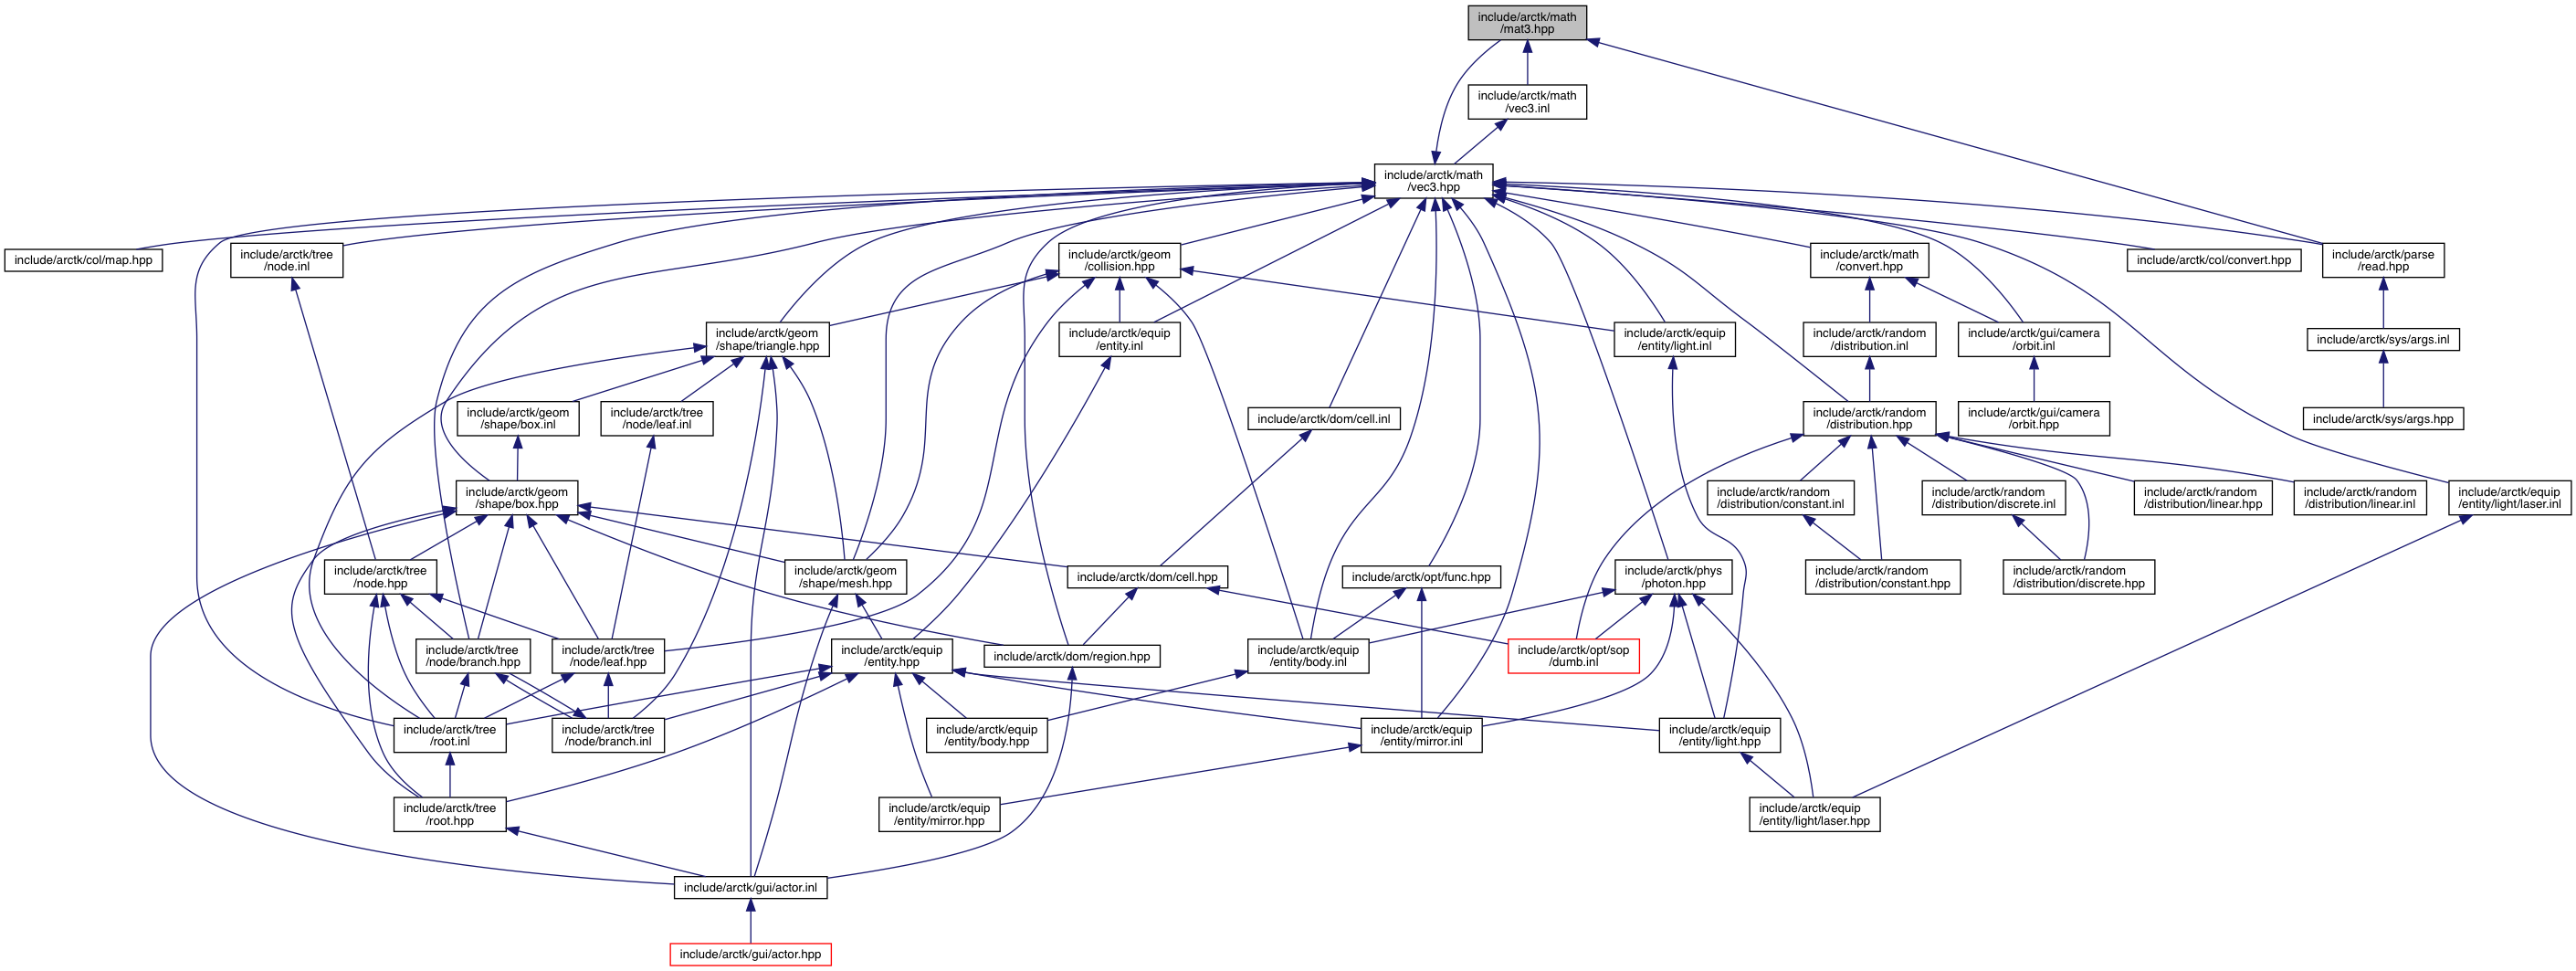 include/arctk/math
/mat3.hpp
include/arctk/math
/vec3.inl
include/arctk/math
/vec3.hpp
include/arctk/col/map.hpp
include/arctk/tree
/node.inl
include/arctk/geom
/collision.hpp
include/arctk/math
/convert.hpp
include/arctk/col/convert.hpp
include/arctk/parse
/read.hpp
include/arctk/geom
/shape/triangle.hpp
include/arctk/equip
/entity.inl
include/arctk/equip
/entity/light.inl
include/arctk/random
/distribution.inl
include/arctk/gui/camera
/orbit.inl
include/arctk/sys/args.inl
include/arctk/geom
/shape/box.inl
include/arctk/tree
/node/leaf.inl
include/arctk/dom/cell.inl
include/arctk/random
/distribution.hpp
include/arctk/gui/camera
/orbit.hpp
include/arctk/sys/args.hpp
include/arctk/geom
/shape/box.hpp
include/arctk/random
/distribution/constant.inl
include/arctk/random
/distribution/discrete.inl
include/arctk/random
/distribution/linear.hpp
include/arctk/random
/distribution/linear.inl
include/arctk/equip
/entity/light/laser.inl
include/arctk/tree
/node.hpp
include/arctk/geom
/shape/mesh.hpp
include/arctk/dom/cell.hpp
include/arctk/opt/func.hpp
include/arctk/phys
/photon.hpp
include/arctk/random
/distribution/constant.hpp
include/arctk/random
/distribution/discrete.hpp
include/arctk/tree
/node/branch.hpp
include/arctk/tree
/node/leaf.hpp
include/arctk/equip
/entity.hpp
include/arctk/dom/region.hpp
include/arctk/equip
/entity/body.inl
include/arctk/opt/sop
/dumb.inl
include/arctk/tree
/root.inl
include/arctk/tree
/node/branch.inl
include/arctk/equip
/entity/body.hpp
include/arctk/equip
/entity/mirror.inl
include/arctk/equip
/entity/light.hpp
include/arctk/tree
/root.hpp
include/arctk/equip
/entity/mirror.hpp
include/arctk/equip
/entity/light/laser.hpp
include/arctk/gui/actor.inl
include/arctk/gui/actor.hpp